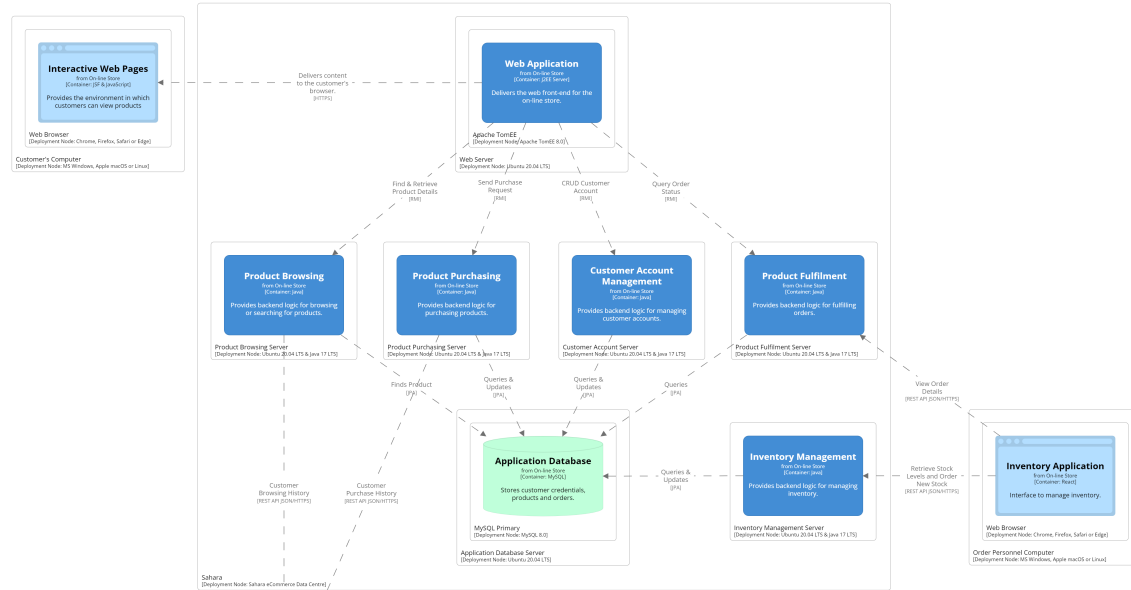 Interactive Web Pages
from On-line Store
[Container: JSF & JavaScript]
Provides the environment in which
customers can view products
Web Browser
[Deployment Node: Chrome, Firefox, Safari or Edge]
Customer's Computer
[Deployment Node: MS Windows, Apple macOS or Linux]
Delivers content
to the customer's
browser.
[HTTPS]
Web Application
from On-line Store
[Container: J2EE Server]
Delivers the web front-end for the
on-line store.
Apache TomEE
[Deployment Node: Apache TomEE 8.0]
Web Server
[Deployment Node: Ubuntu 20.04 LTS]
Find & Retrieve
Product Details
[RMI]
Send Purchase
Request
[RMI]
CRUD Customer
Account
[RMI]
Query Order
Status
[RMI]
Product Browsing
from On-line Store
[Container: Java]
Provides backend logic for browsing
or searching for products.
Product Browsing Server
[Deployment Node: Ubuntu 20.04 LTS & Java 17 LTS]
Product Purchasing
from On-line Store
[Container: Java]
Provides backend logic for
purchasing products.
Product Purchasing Server
[Deployment Node: Ubuntu 20.04 LTS & Java 17 LTS]
Customer Account
Management
from On-line Store
[Container: Java]
Provides backend logic for managing
customer accounts.
Customer Account Server
[Deployment Node: Ubuntu 20.04 LTS & Java 17 LTS]
Product Fulfilment
from On-line Store
[Container: Java]
Provides backend logic for fulfilling
orders.
Product Fulfilment Server
[Deployment Node: Ubuntu 20.04 LTS & Java 17 LTS]
Finds Product
[JPA]
Queries &
Updates
[JPA]
Queries &
Updates
[JPA]
Queries
[JPA]
View Order
Details
[REST API JSON/HTTPS]
Application Database
from On-line Store
[Container: MySQL]
Stores customer credentials,
products and orders.
MySQL Primary
[Deployment Node: MySQL 8.0]
Application Database Server
[Deployment Node: Ubuntu 20.04 LTS]
Queries &
Updates
[JPA]
Inventory Management
from On-line Store
[Container: Java]
Provides backend logic for managing
inventory.
Inventory Management Server
[Deployment Node: Ubuntu 20.04 LTS & Java 17 LTS]
Retrieve Stock
Levels and Order
New Stock
[REST API JSON/HTTPS]
Inventory Application
from On-line Store
[Container: React]
Interface to manage inventory.
Web Browser
[Deployment Node: Chrome, Firefox, Safari or Edge]
Order Personnel Computer
[Deployment Node: MS Windows, Apple macOS or Linux]
Customer
Browsing History
[REST API JSON/HTTPS]
Customer
Purchase History
[REST API JSON/HTTPS]
Sahara
[Deployment Node: Sahara eCommerce Data Centre]